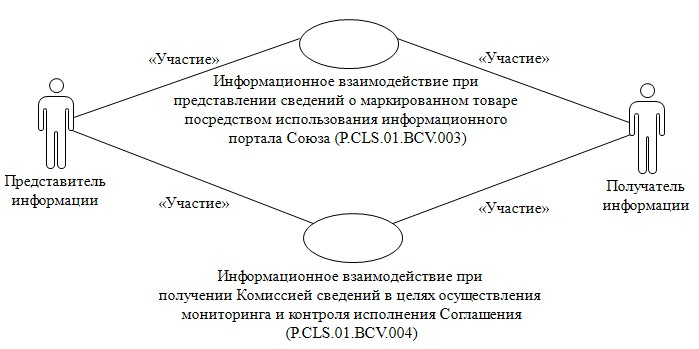 «Участие»
«Участие»
Информационное взаимодействие при
представлении сведений о маркированном товаре
посредством использования информационного
портала Союза (P.CLS.01.BCV.003)
Представитель
информации
Получатель
информации
«Участие»
«Участие»
Информационное взаимодействие при
получении Комиссией сведений в целях осуществления
мониторинга и контроля исполнения Соглашения
(P.CLS.01.BCV.004)